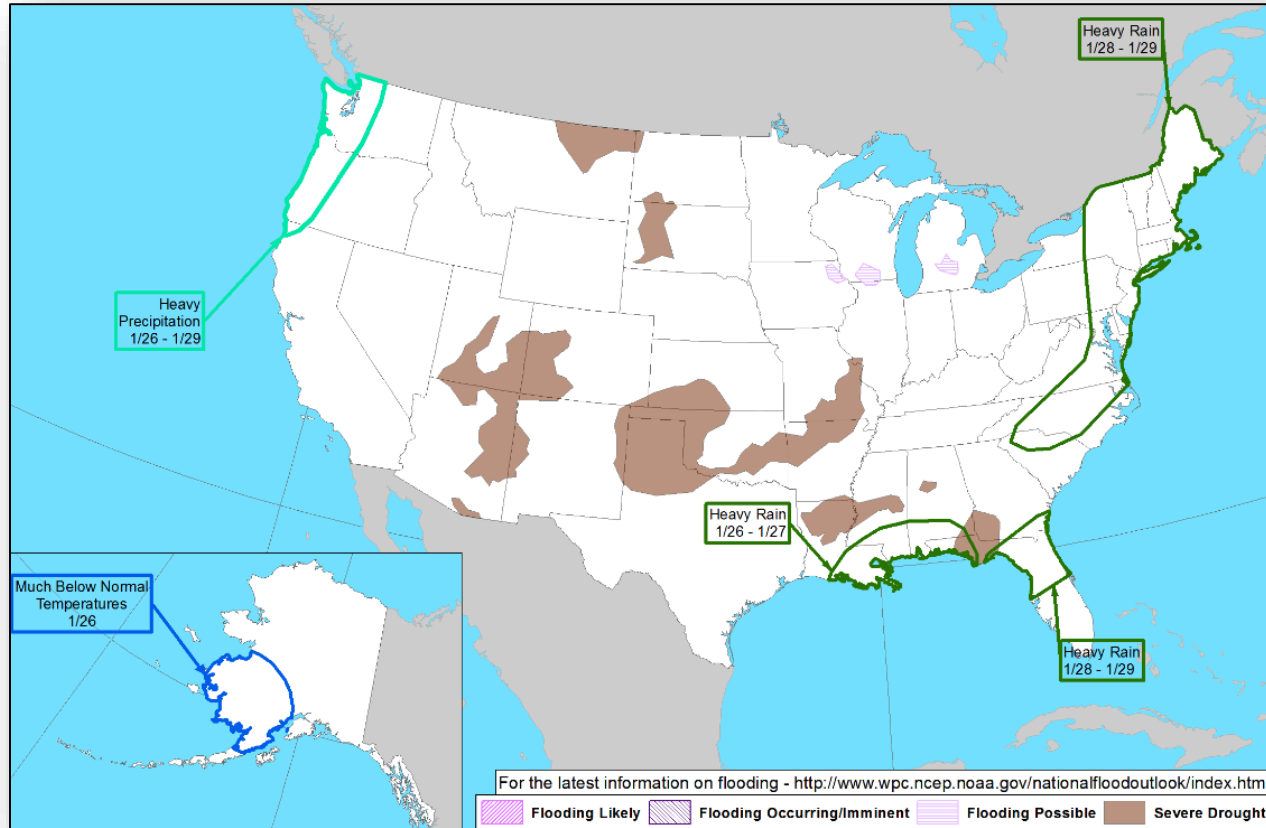 Heavy Rain
1/28 - 1/29
Heavy
Precipitation
1/26 - 1/29
Heavy Rain
1/26 - 1/27
Much Below Normal
Temperatures
1/26
Heavy Rain
1/28 - 1/29
For the latest information on flooding - http://www.wpc.ncep.noaa.gov/nationalfloodoutlook/index.htm
Flooding Likely
Flooding Occurring/Imminent
Flooding Possible
Severe Drought